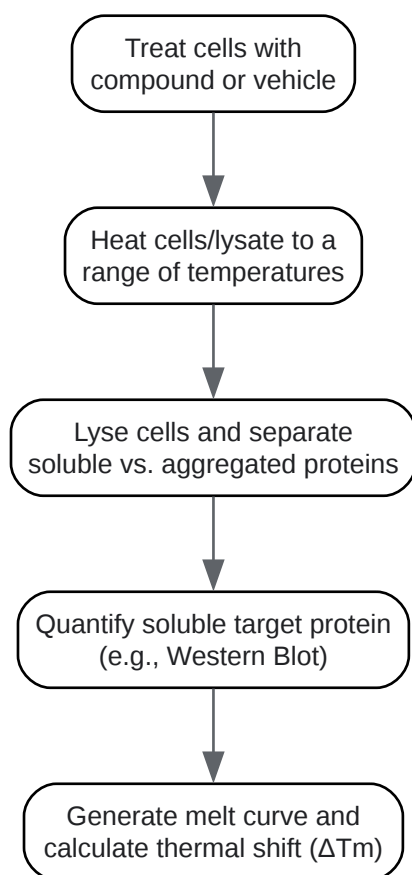 Treat cells with
compound or vehicle
Heat cells/lysate to a
range of temperatures
Lyse cells and separate
soluble vs. aggregated proteins
Quantify soluble target protein
(e.g., Western Blot)
Generate melt curve and
calculate thermal shift (ΔTm)